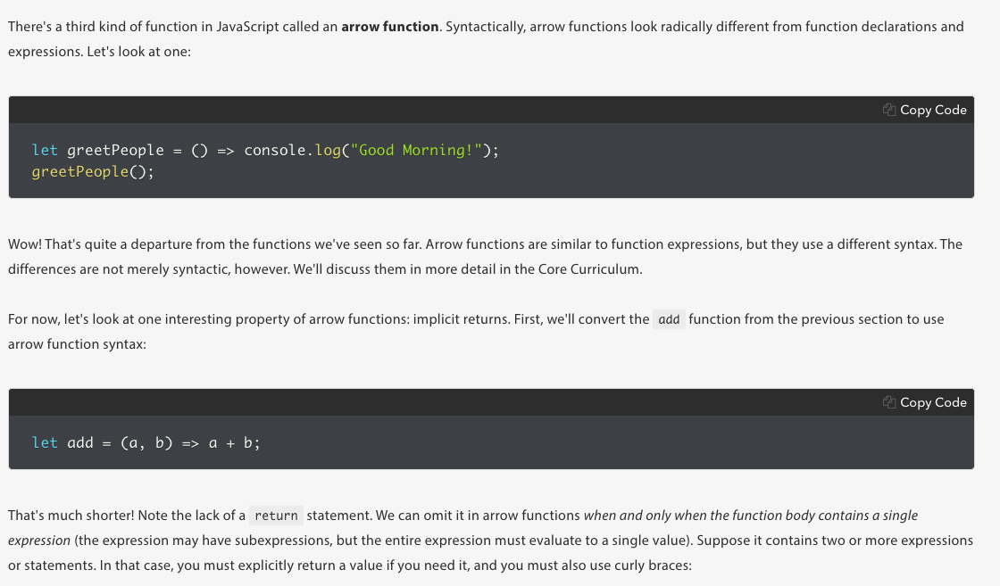 There's a third kind of function in JavaScript called an arrow function. Syntactically, arrow functions look radically different from function declarations and
expressions. Let's look at one:
Copy Code
let greetPeople = () => console.log("Good Morning!");
greetPeople();
Wow! That's quite a departure from the functions we've seen so far. Arrow functions are similar to function expressions, but they use a different syntax. The
differences are not merely syntactic, however. We'll discuss them in more detail in the Core Curriculum.
For now, let's look at one interesting property of arrow functions: implicit returns. First, we'll convert the add function from the previous section to use
arrow function syntax:
Copy Code
let add = (a, b) => a + b;
That's much shorter! Note the lack of a return statement. We can omit it in arrow functions when and only when the function body contains a single
expression (the expression may have subexpressions, but the entire expression must evaluate to a single value). Suppose it contains two or more expressions
or statements. In that case, you must explicitly return a value if you need it, and you must also use curly braces: